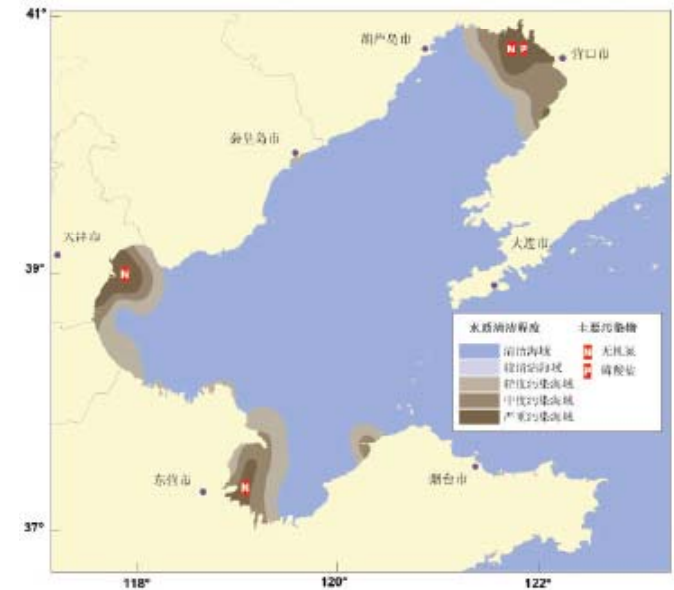 41°
葫芦岛市
N P
营口市
秦皇岛市
天津市
39°
N
大连市
水质清洁程度 主要污染物
清洁海域 N 无机氮
较清洁海域 P 磷酸盐
轻度污染海域
中度污染海域
严重污染海域
东营市
N
烟台市
37°
118° 120° 122°